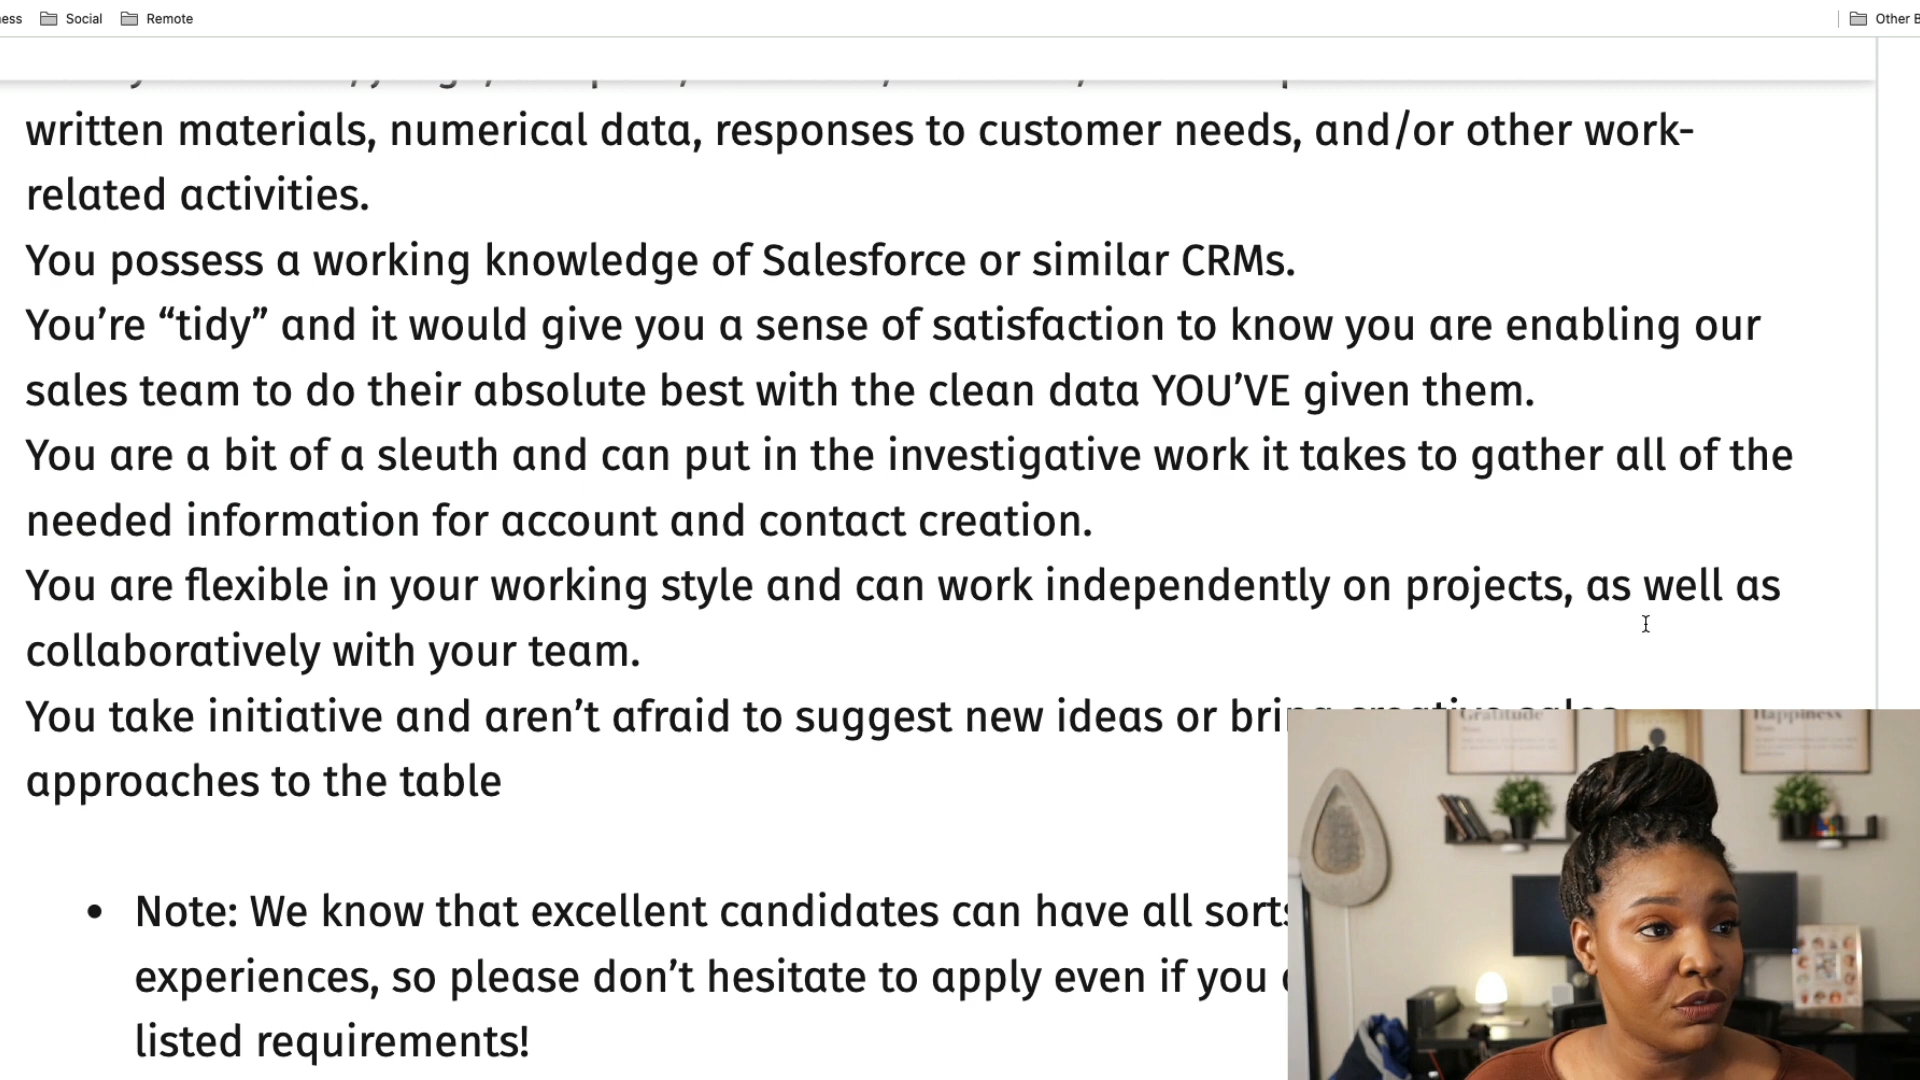 ess Social Remote Other B
written materials, numerical data, responses to customer needs, and/or other work-
related activities.
You possess a working knowledge of Salesforce or similar CRMs.
You’re “tidy” and it would give you a sense of satisfaction to know you are enabling our
sales team to do their absolute best with the clean data YOU’VE given them.
You are a bit of a sleuth and can put in the investigative work it takes to gather all of the
needed information for account and contact creation.
You are flexible in your working style and can work independently on projects, as well as
collaboratively with your team.
You take initiative and aren’t afraid to suggest new ideas or bring creative sales
approaches to the table
• Note: We know that excellent candidates can have all sorts
experiences, so please don’t hesitate to apply even if you
listed requirements!
Gratitude
Happiness